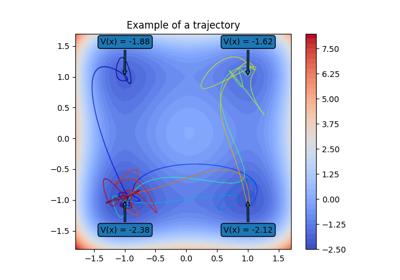 Example of a trajectory
V(x) = -1.88
V(x) = -1.62
1.5
1.0
0.5
0.0
−0.5
−1.0
−1.5
V(x) = -2.38
V(x) = -2.12
−1.5 −1.0 −0.5 0.0 0.5 1.0 1.5
7.50
6.25
5.00
3.75
2.50
1.25
0.00
−1.25
−2.50